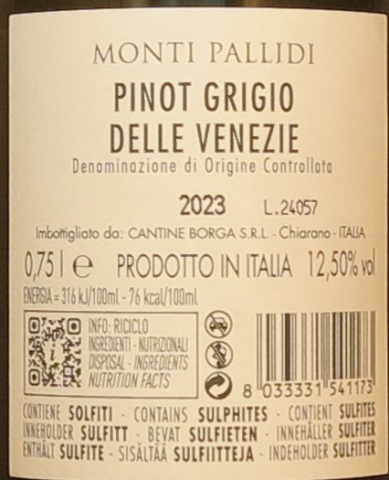 MONTI PALLIDI
PINOT GRIGIO
DELLE VENEZIE
Denominazione di Origine Controllata
2023 L.24057
Imbottigliato da: CANTINE BORGA S.R.L. - Chiarano - ITALIA
0,75 l e PRODOTTO IN ITALIA 12,50% vol
ENERGIA = 316 kJ/100ml - 76 kcal/100ml
INFO: RICICLO
INGREDIENTI - NUTRIZIONALI
DISPOSAL - INGREDIENTS
NUTRITION FACTS
8 033331 541173
CONTIENE SOLFITI - CONTAINS SULPHITES - CONTIENT SULFITES
INNEHOLDER SULFITT - BEVAT SULFIETEN - INNEHÅLLER SULFITER
ENTHÄLT SULFITE - SISÄLTÄÄ SULFIITTEJA - INDEHOLDER SULFITTER